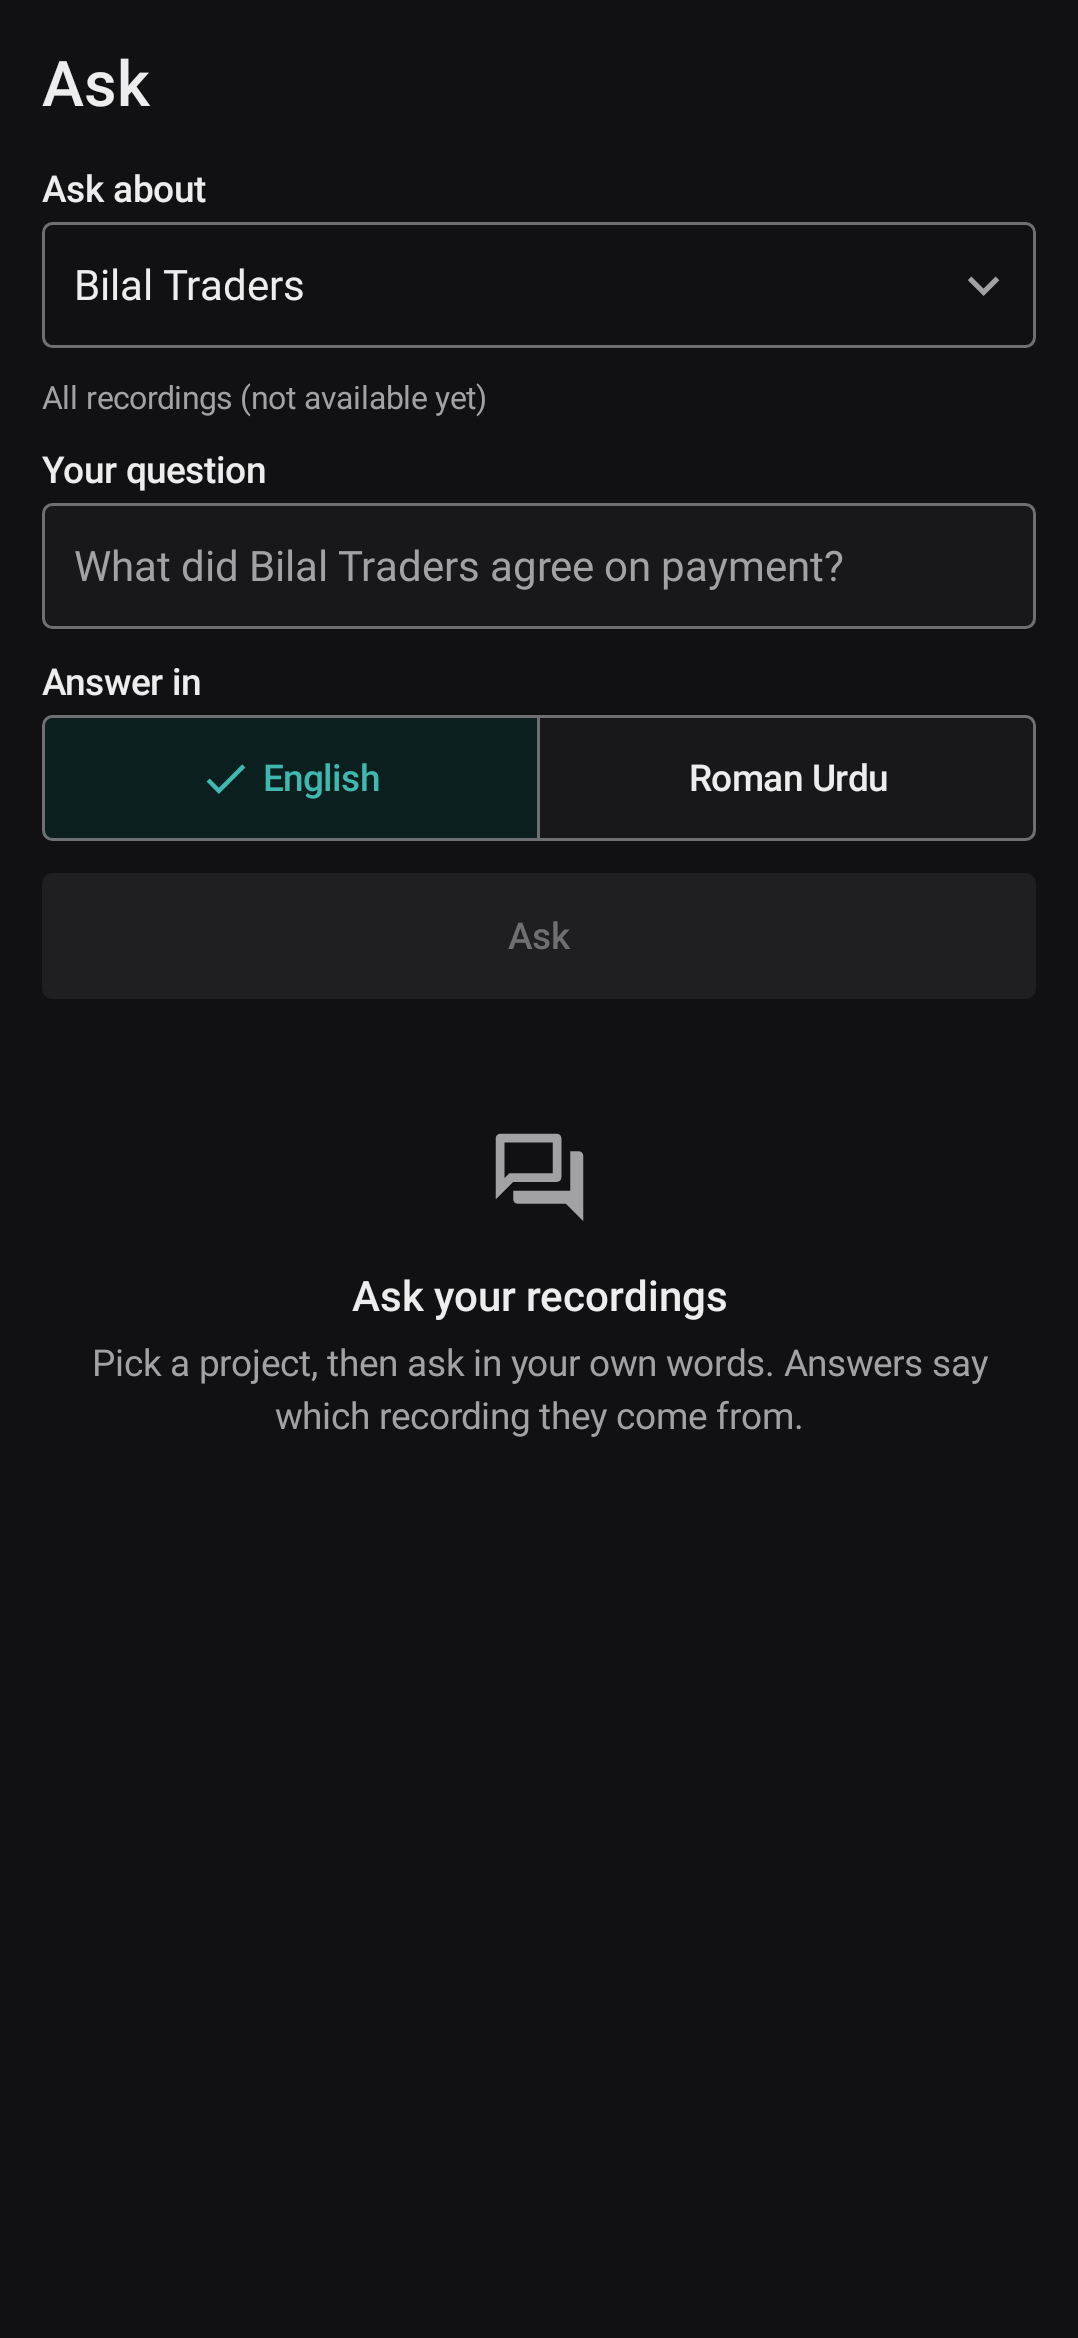 Ask
Ask about
Bilal Traders
All recordings (not available yet)
Your question
What did Bilal Traders agree on payment?
Answer in
English
Roman Urdu
Ask
Ask your recordings
Pick a project, then ask in your own words. Answers say
which recording they come from.